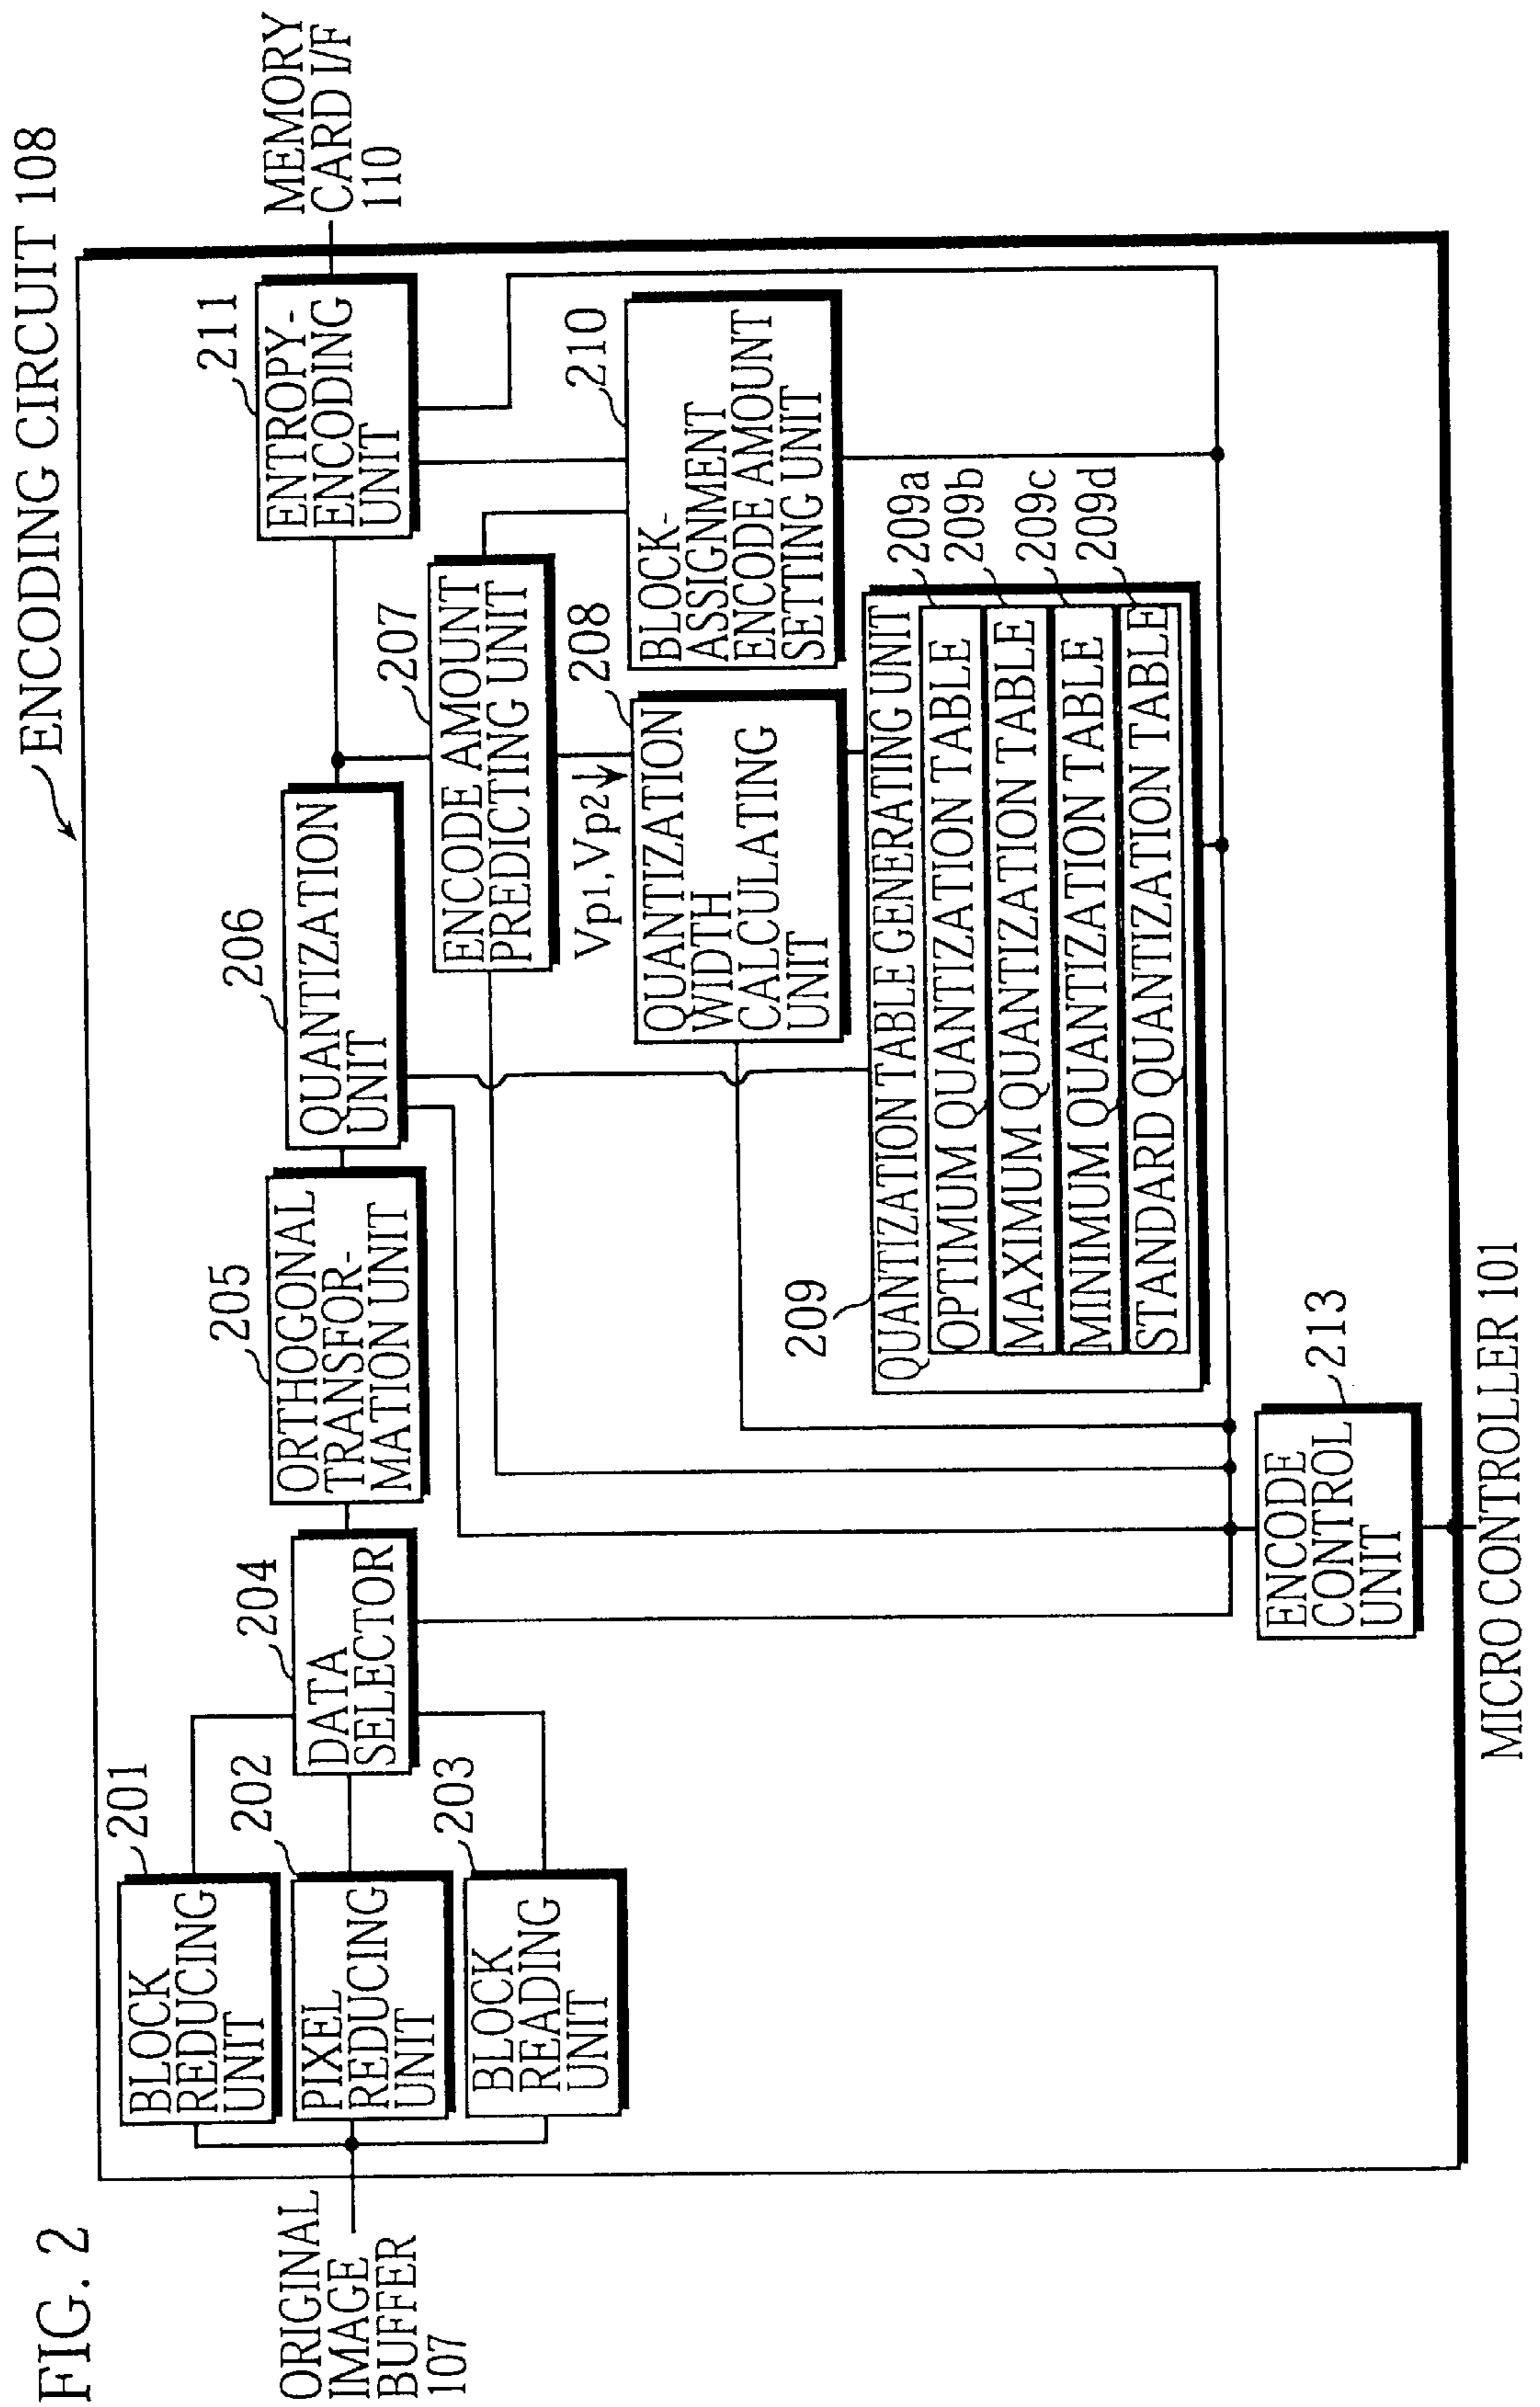 FIG. 2
ENCODING CIRCUIT 108
ORIGINAL
IMAGE
BUFFER
107
201
BLOCK
REDUCING
UNIT
202
PIXEL
REDUCING
UNIT
203
BLOCK
READING
UNIT
204
DATA
SELECTOR
205
ORTHOGONAL
TRANSFOR-
MATION UNIT
206
QUANTIZATION
UNIT
207
ENCODE AMOUNT
PREDICTING UNIT
Vp1,Vp2
208
QUANTIZATION
WIDTH
CALCULATING
UNIT
209
QUANTIZATION TABLE GENERATING UNIT
OPTIMUM QUANTIZATION TABLE
209a
MAXIMUM QUANTIZATION TABLE
209b
MINIMUM QUANTIZATION TABLE
209c
STANDARD QUANTIZATION TABLE
209d
210
BLOCK-
ASSIGNMENT
ENCODE AMOUNT
SETTING UNIT
211
ENTROPY-
ENCODING
UNIT
MEMORY
CARD I/F
110
213
ENCODE
CONTROL
UNIT
MICRO CONTROLLER 101